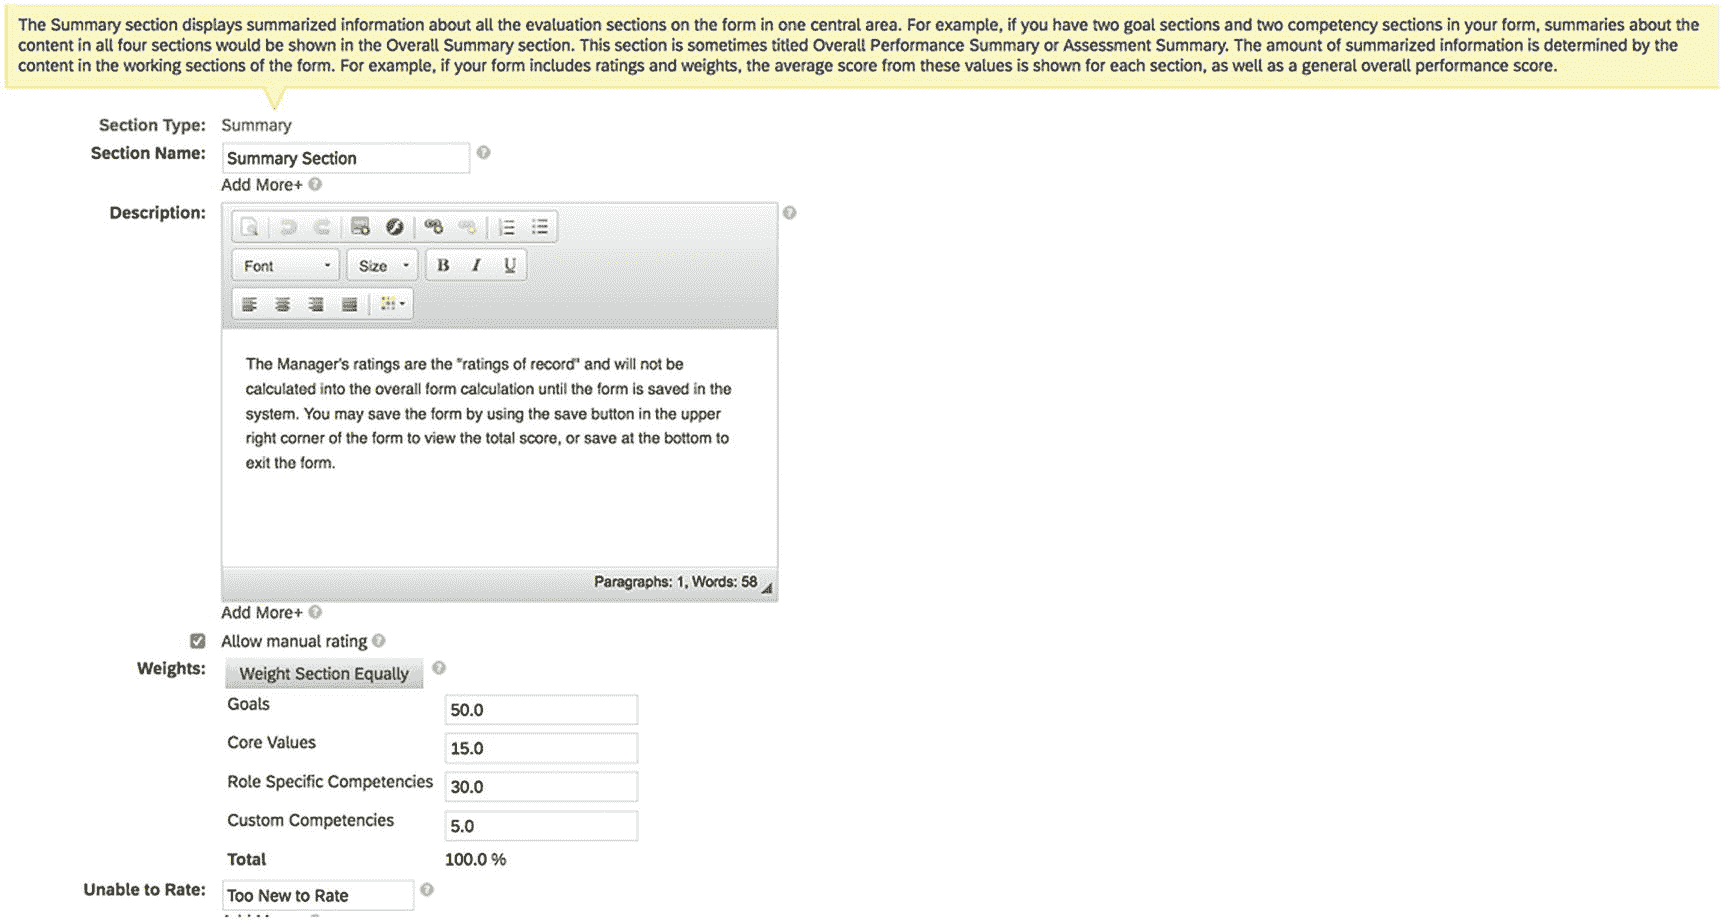 The Summary section displays summarized information about all the evaluation sections on the form in one central area. For example, if you have two goal sections and two competency sections in your form, summaries about the
content in all four sections would be shown in the Overall Summary section. This section is sometimes titled Overall Performance Summary or Assessment Summary. The amount of summarized information is determined by the
content in the working sections of the form. For example, if your form includes ratings and weights, the average score from these values is shown for each section, as well as a general overall performance score.
Section Type: Summary
Section Name: Summary Section
Add More+
Description:
Font Size B I U
The Manager's ratings are the "ratings of record" and will not be
calculated into the overall form calculation until the form is saved in the
system. You may save the form by using the save button in the upper
right corner of the form to view the total score, or save at the bottom to
exit the form.
Paragraphs: 1, Words: 58
Add More+
Allow manual rating
Weights: Weight Section Equally
Goals 50.0
Core Values 15.0
Role Specific Competencies 30.0
Custom Competencies 5.0
Total 100.0 %
Unable to Rate: Too New to Rate